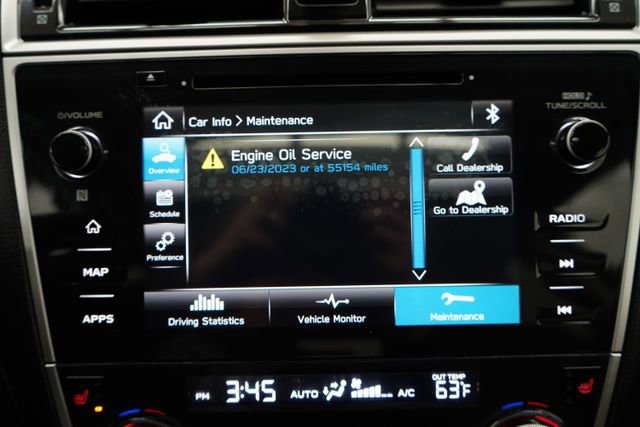 VOLUME
HOLD
TUNE/SCROLL
Car Info > Maintenance
Overview
Engine Oil Service
06/23/2023 or at 55154 miles
Call Dealership
Schedule
Go to Dealership
Preference
RADIO
MAP
APPS
Driving Statistics
Vehicle Monitor
Maintenance
PM 3:45 AUTO A/C OUT TEMP 63°F